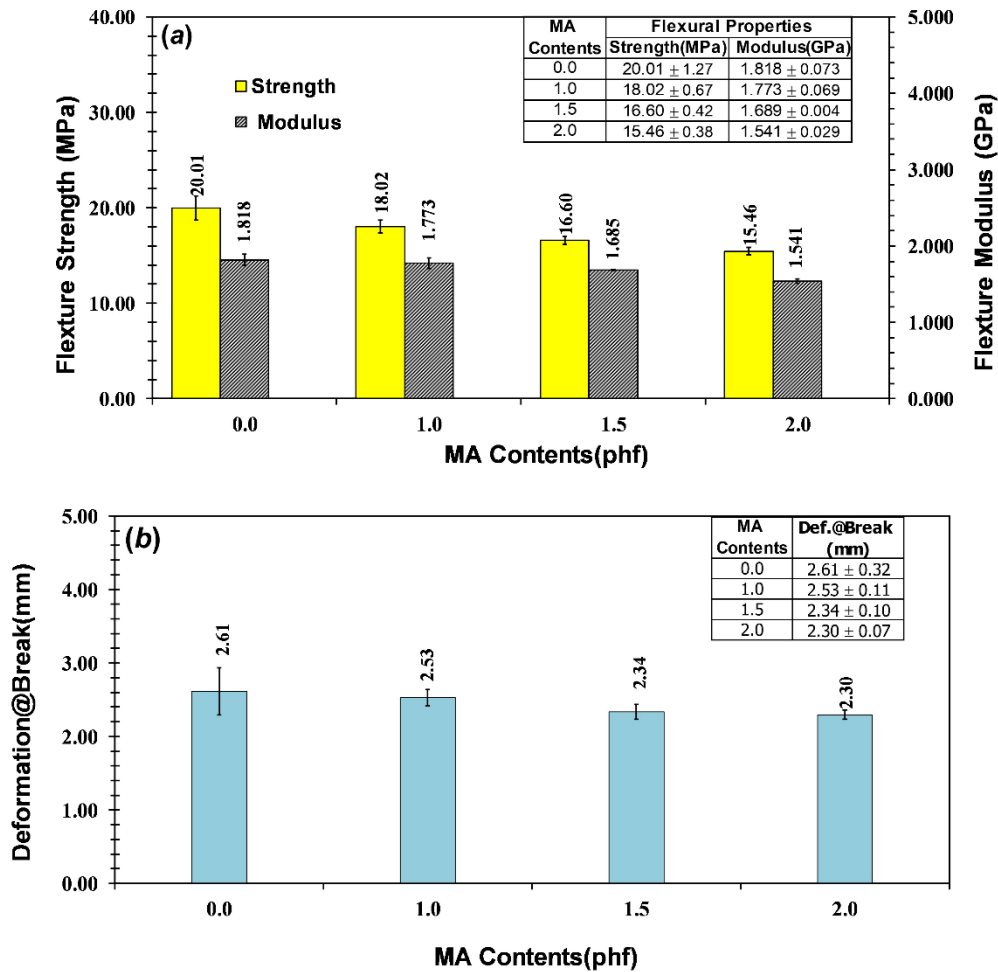 (a)
40.00
30.00
20.00
10.00
0.00
Flexture Strength (MPa)
Strength
Modulus
MA Contents Flexural Properties
Strength(MPa) Modulus(GPa)
0.0 20.01 ± 1.27 1.818 ± 0.073
1.0 18.02 ± 0.67 1.773 ± 0.069
1.5 16.60 ± 0.42 1.689 ± 0.004
2.0 15.46 ± 0.38 1.541 ± 0.029
5.000
4.000
3.000
2.000
1.000
0.000
Flexture Modulus (GPa)
20.01
1.818
18.02
1.773
16.60
1.685
15.46
1.541
0.0 1.0 1.5 2.0
MA Contents(phf)
(b)
5.00
4.00
3.00
2.00
1.00
0.00
Deformation@Break(mm)
MA Contents Def.@Break (mm)
0.0 2.61 ± 0.32
1.0 2.53 ± 0.11
1.5 2.34 ± 0.10
2.0 2.30 ± 0.07
2.61
2.53
2.34
2.30
0.0 1.0 1.5 2.0
MA Contents(phf)